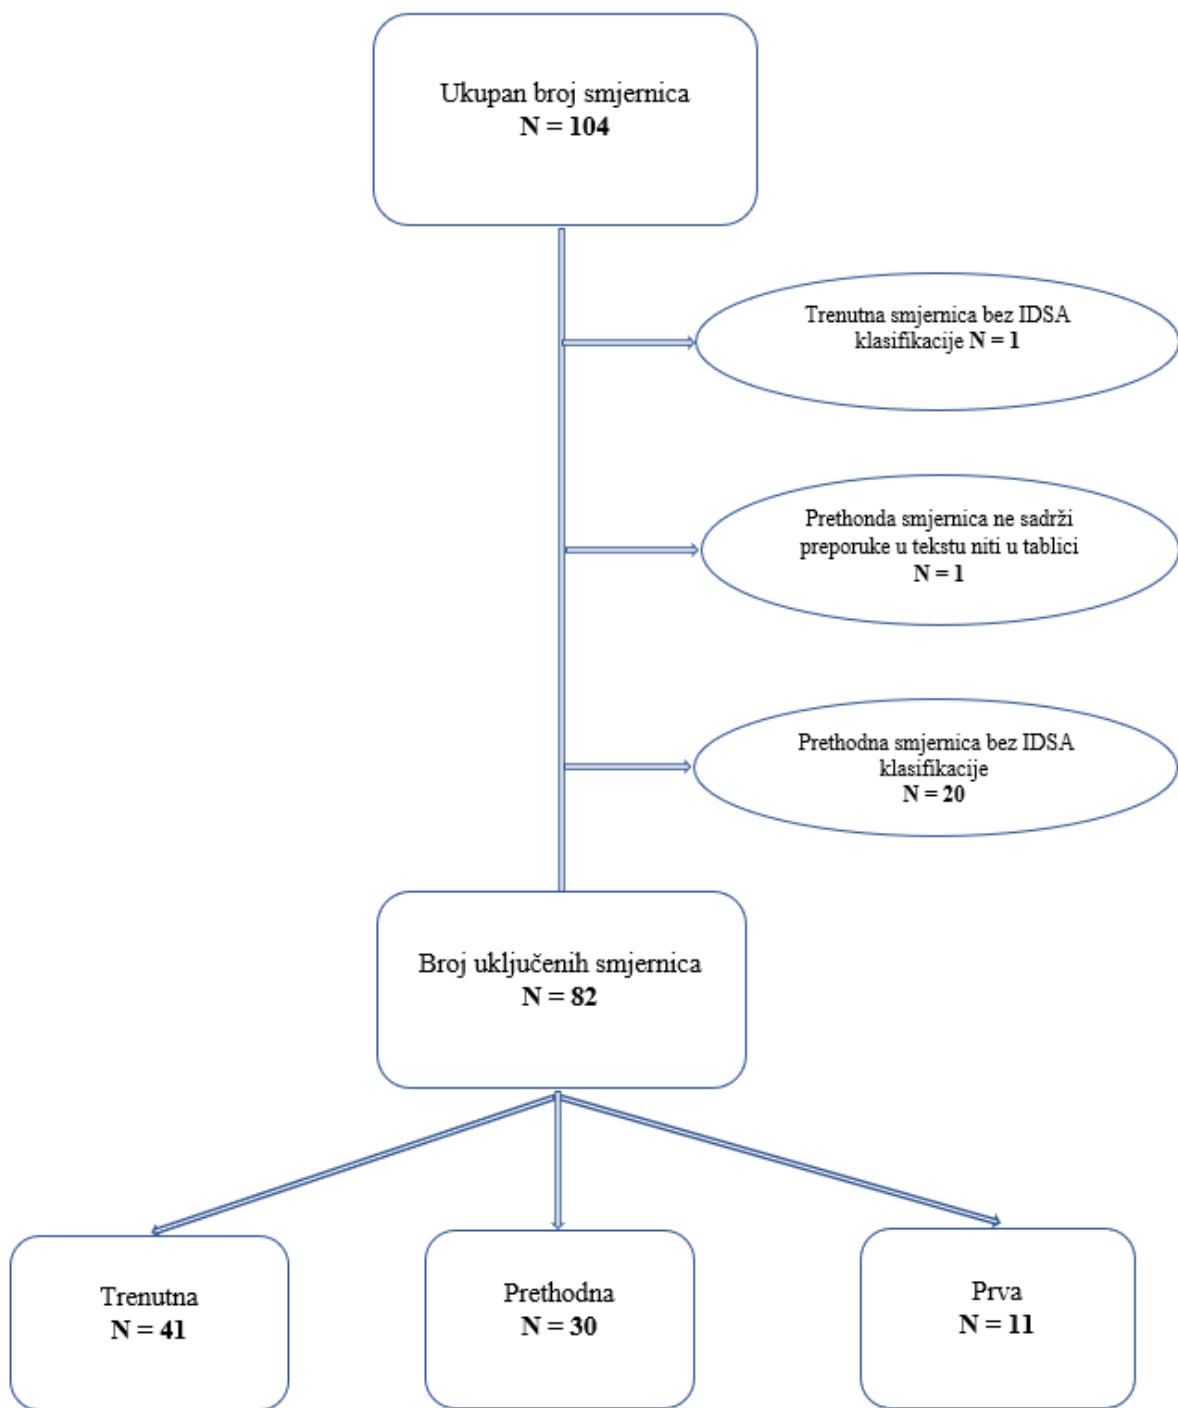 Ukupan broj smjernica
N = 104
Trenutna smjernica bez IDSA
klasifikacije N = 1
Prethonda smjernica ne sadrži
preporuke u tekstu niti u tablici
N = 1
Prethodna smjernica bez IDSA
klasifikacije
N = 20
Broj uključenih smjernica
N = 82
Trenutna
N = 41
Prethodna
N = 30
Prva
N = 11